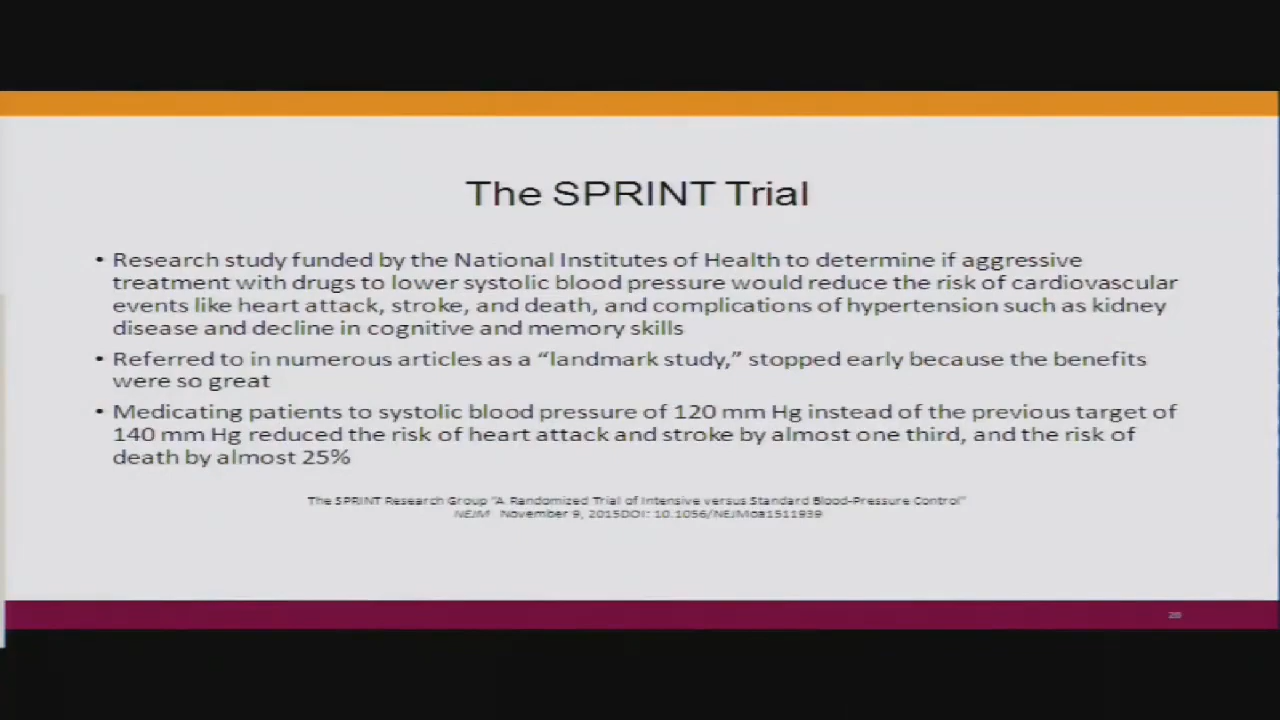 The SPRINT Trial
• Research study funded by the National Institutes of Health to determine if aggressive
treatment with drugs to lower systolic blood pressure would reduce the risk of cardiovascular
events like heart attack, stroke, and death, and complications of hypertension such as kidney
disease and decline in cognitive and memory skills
• Referred to in numerous articles as a “landmark study,” stopped early because the benefits
were so great
• Medicating patients to systolic blood pressure of 120 mm Hg instead of the previous target of
140 mm Hg reduced the risk of heart attack and stroke by almost one third, and the risk of
death by almost 25%
The SPRINT Research Group “A Randomized Trial of Intensive versus Standard Blood-Pressure Control”
NEJM November 9, 2015DOI: 10.1056/NEJMoa1511939